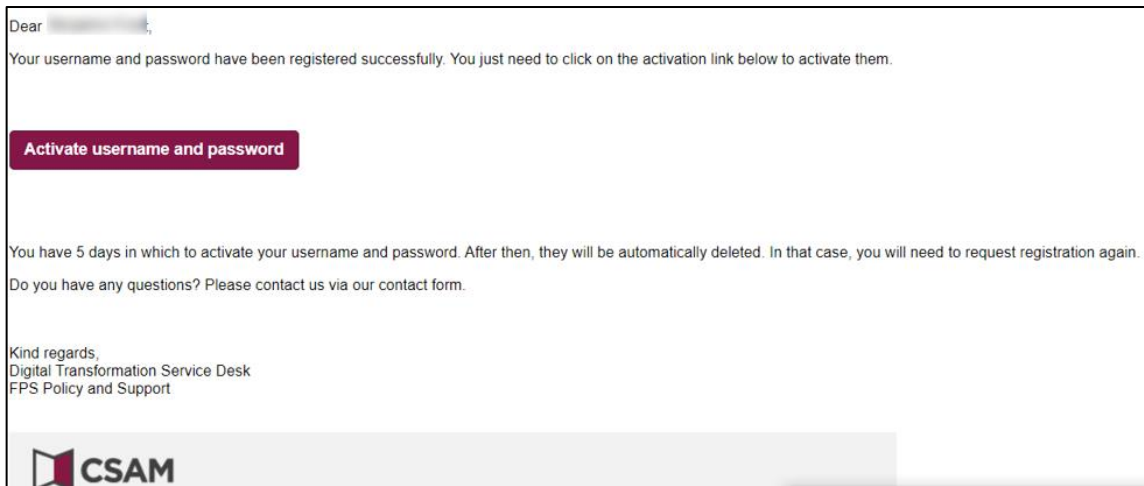 Dear
Your username and password have been registered successfully. You just need to click on the activation link below to activate them.
Activate username and password
You have 5 days in which to activate your username and password. After then, they will be automatically deleted. In that case, you will need to request registration again.
Do you have any questions? Please contact us via our contact form.
Kind regards,
Digital Transformation Service Desk
FPS Policy and Support
CSAM